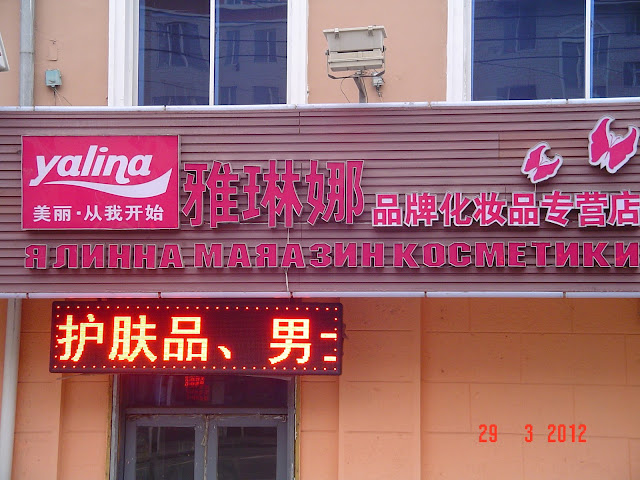 yalina
美丽·从我开始
雅琳娜
品牌化妆品专营店
ЯЛИННА МАЯАЗИН КОСМЕТИКИ
护肤品、男士
29 3 2012